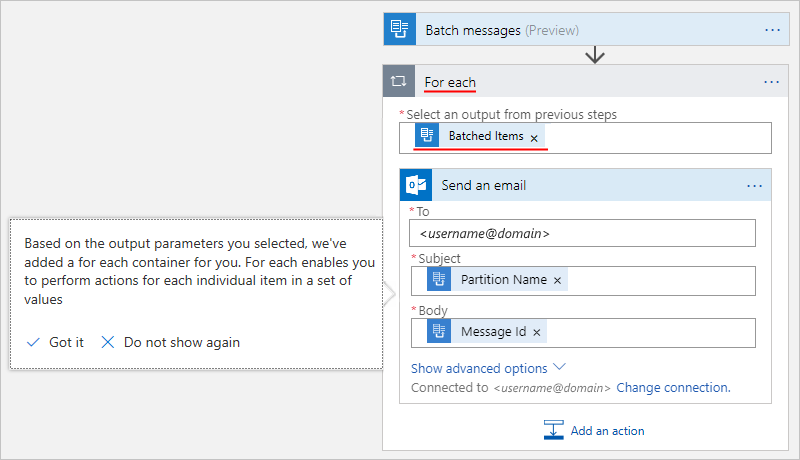 Batch messages (Preview)
For each
*Select an output from previous steps
Batched Items ×
Send an email
*To
<username@domain>
*Subject
Partition Name ×
*Body
Message Id ×
Show advanced options
Connected to <username@domain> Change connection.
Add an action
Based on the output parameters you selected, we've
added a for each container for you. For each enables you
to perform actions for each individual item in a set of
values
Got it Do not show again